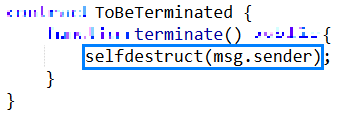 ToBeTerminated {
terminate() {
selfdestruct(msg.sender);
}
}